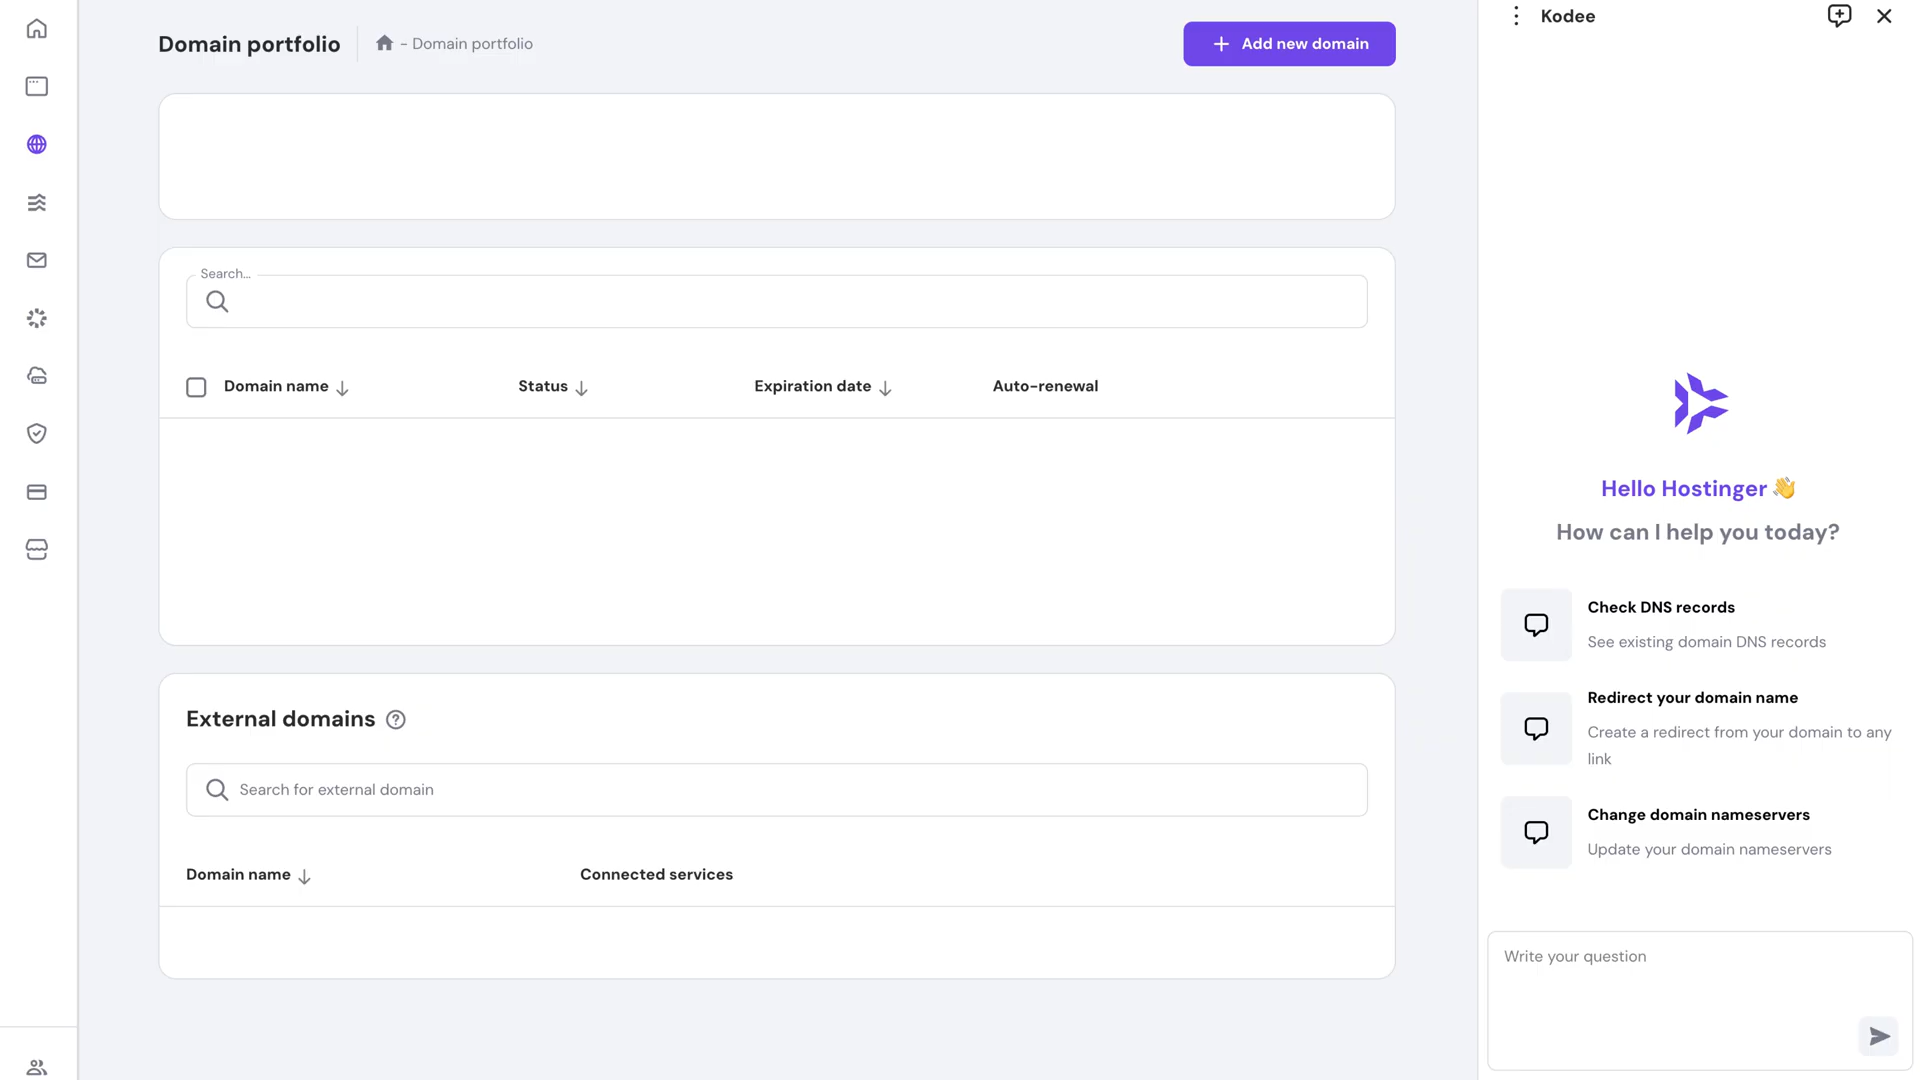 Domain portfolio
- Domain portfolio
Add new domain
Search...
Domain name
Status
Expiration date
Auto-renewal
External domains
Search for external domain
Domain name
Connected services
Kodee
Hello Hostinger 👋
How can I help you today?
Check DNS records
See existing domain DNS records
Redirect your domain name
Create a redirect from your domain to any
link
Change domain nameservers
Update your domain nameservers
Write your question